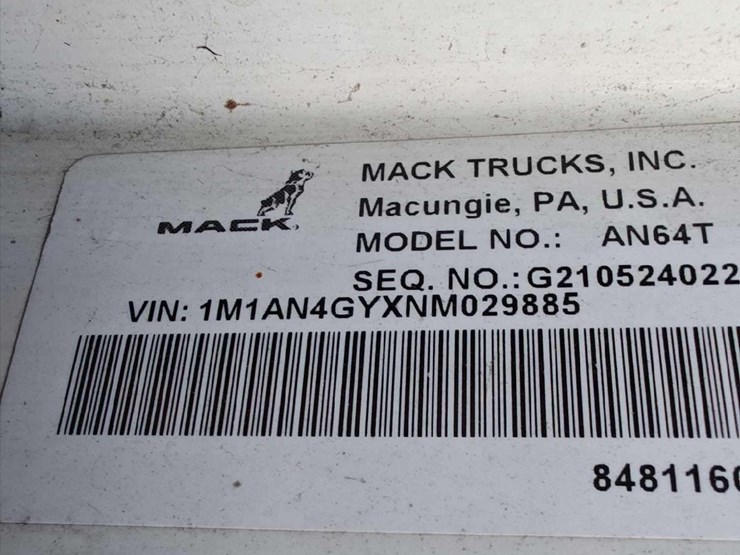 MACK TRUCKS, INC.
MACK Macungie, PA, U.S.A.
MODEL NO.: AN64T
SEQ. NO.:G210524022
VIN: 1M1AN4GYXNM029885
848116